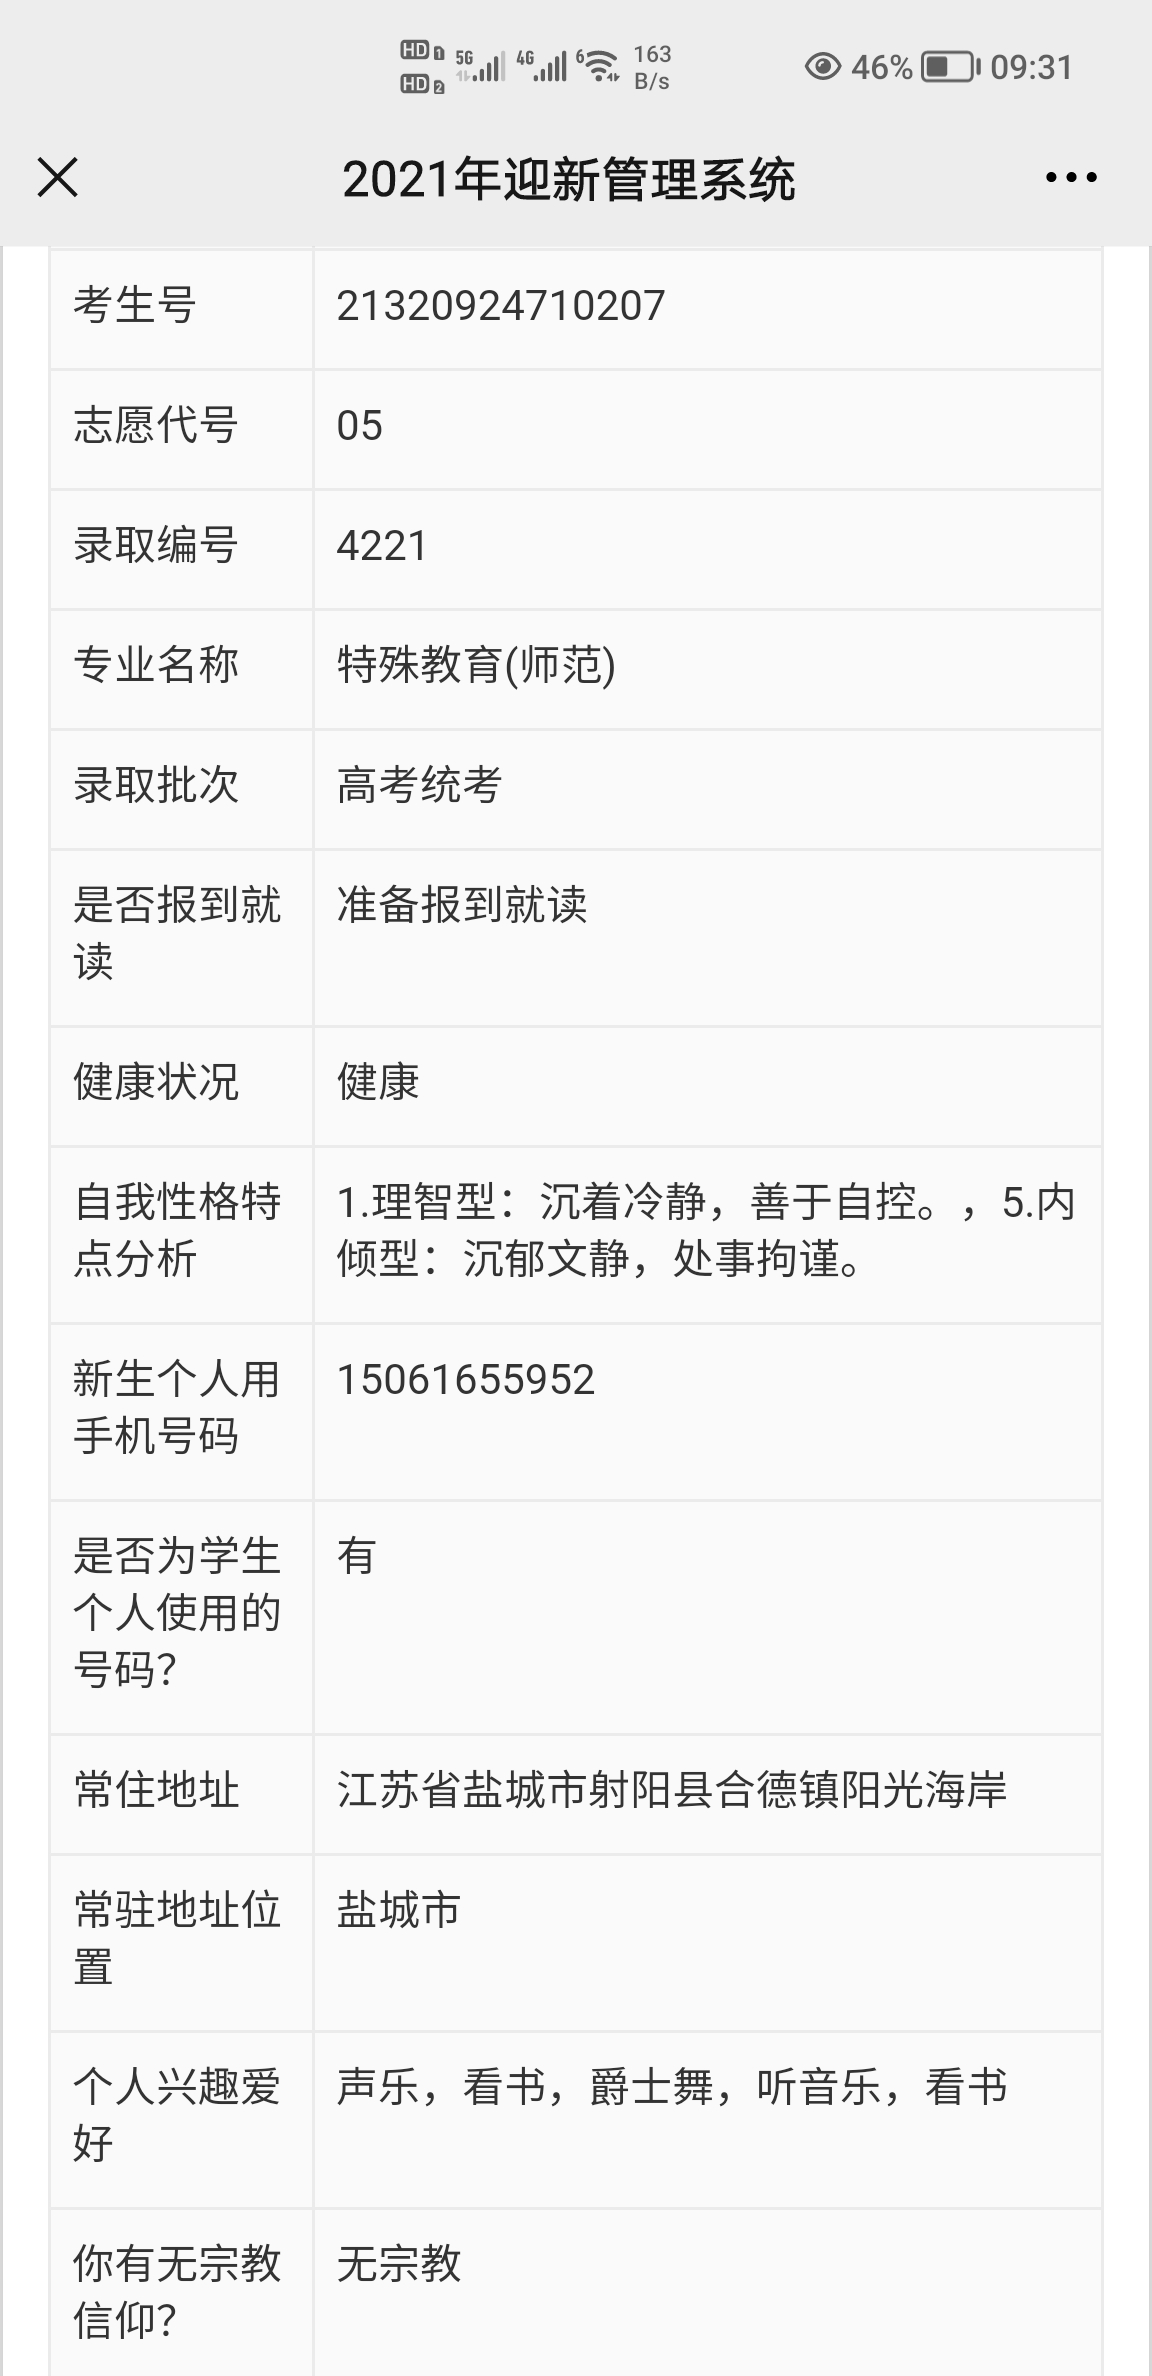 HD 1 5G 4G 6 163
HD 2 B/s
46% 09:31
2021年迎新管理系统
考生号 21320924710207
志愿代号 05
录取编号 4221
专业名称 特殊教育(师范)
录取批次 高考统考
是否报到就 准备报到就读
读
健康状况 健康
自我性格特 1.理智型：沉着冷静，善于自控。，5.内
点分析 倾型：沉郁文静，处事拘谨。
新生个人用 15061655952
手机号码
是否为学生 有
个人使用的
号码？
常住地址 江苏省盐城市射阳县合德镇阳光海岸
常驻地址位 盐城市
置
个人兴趣爱 声乐，看书，爵士舞，听音乐，看书
好
你有无宗教 无宗教
信仰？